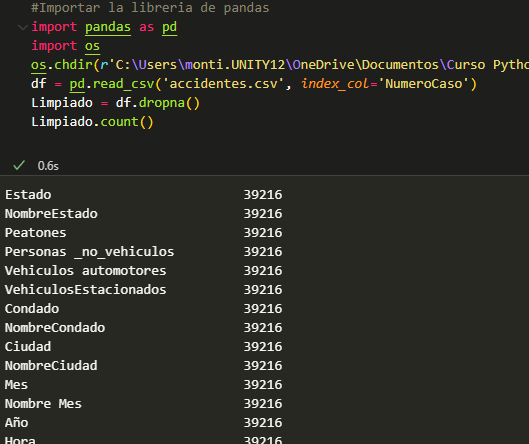 #Importar la libreria de pandas
import pandas as pd
import os
os.chdir(r'C:\Users\monti.UNITY12\OneDrive\Documentos\Curso Pytho
df = pd.read_csv('accidentes.csv', index_col='NumeroCaso')
Limpiado = df.dropna()
Limpiado.count()
0.6s
Estado 39216
NombreEstado 39216
Peatones 39216
Personas _no_vehiculos 39216
Vehiculos automotores 39216
VehiculosEstacionados 39216
Condado 39216
NombreCondado 39216
Ciudad 39216
NombreCiudad 39216
Mes 39216
Nombre Mes 39216
Año 39216
Hora 39216